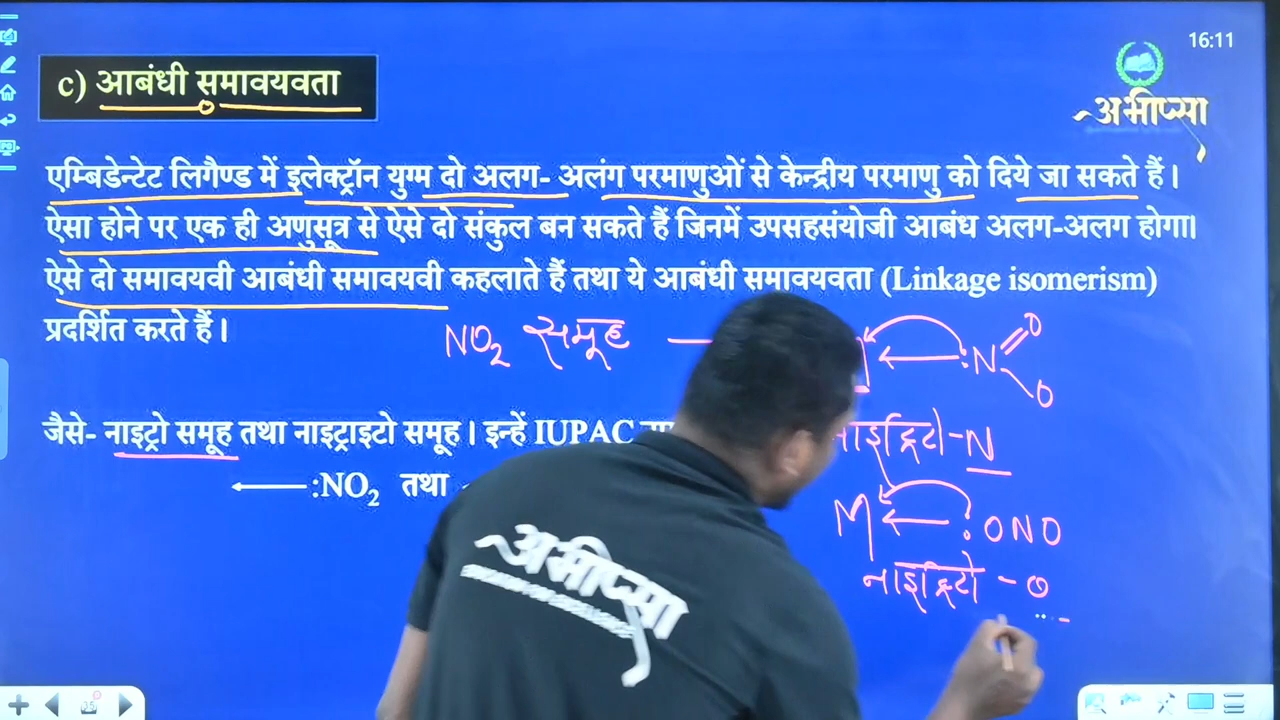 16:11
c) आबंधी समावयवता
अभीप्सा
एम्बिडेन्टेट लिगैण्ड में इलेक्ट्रॉन युग्म दो अलग- अलंग परमाणुओं से केन्द्रीय परमाणु को दिये जा सकते हैं।
ऐसा होने पर एक ही अणुसूत्र से ऐसे दो संकुल बन सकते हैं जिनमें उपसहसंयोजी आबंध अलग-अलग होगा।
ऐसे दो समावयवी आबंधी समावयवी कहलाते हैं तथा ये आबंधी समावयवता (Linkage isomerism)
प्रदर्शित करते हैं।
NO₂ समूह :N O O
जैसे- नाइट्रो समूह तथा नाइट्राइटो समूह। इन्हें IUPAC
नाइट्रिटो-N
←:NO₂ तथा
M←:ONO
नाइट्रिटो-O
अभीप्सा